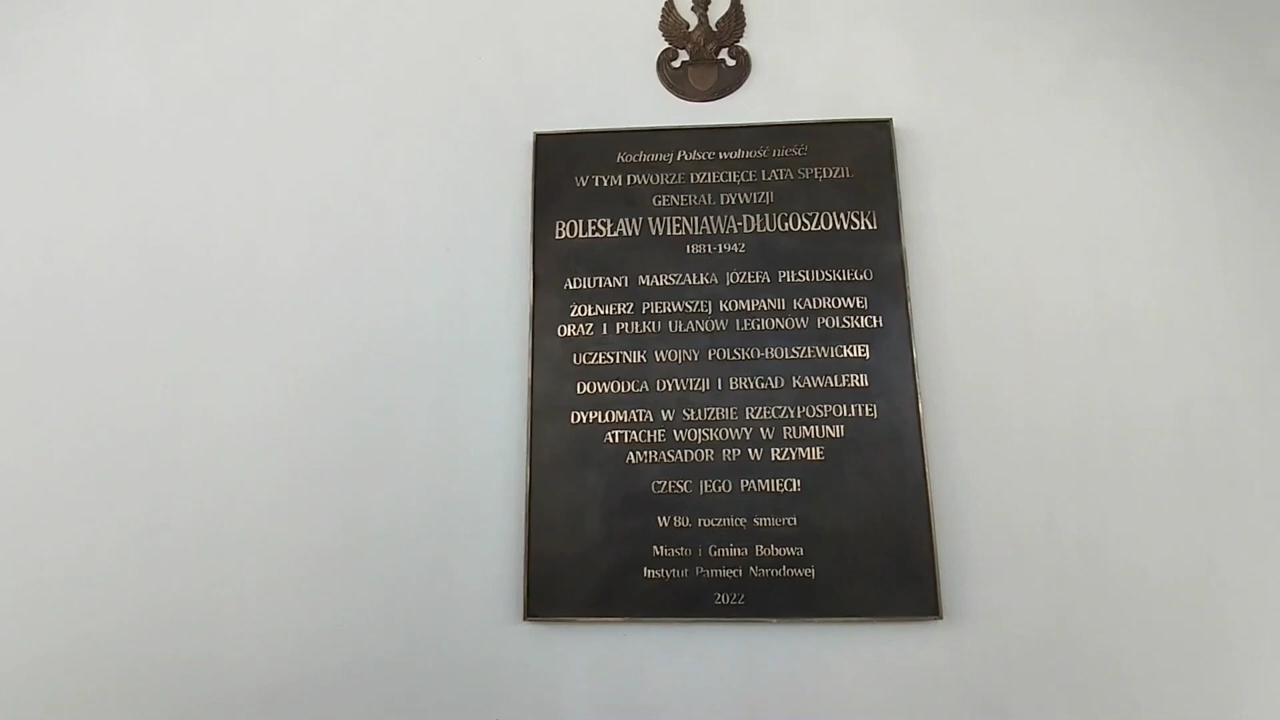 Kochanej Polsce wolność nieść!
W TYM DWORZE DZIECIĘCE LATA SPĘDZIŁ
GENERAŁ DYWIZJI
BOLESŁAW WIENIAWA-DŁUGOSZOWSKI
1881-1942
ADIUTANT MARSZAŁKA JÓZEFA PIŁSUDSKIEGO
ŻOŁNIERZ PIERWSZEJ KOMPANII KADROWEJ
ORAZ 1 PUŁKU UŁANÓW LEGIONÓW POLSKICH
UCZESTNIK WOJNY POLSKO-BOLSZEWICKIEJ
DOWÓDCA DYWIZJI I BRYGAD KAWALERII
DYPLOMATA W SŁUŻBIE RZECZYPOSPOLITEJ
ATTACHÉ WOJSKOWY W RUMUNII
AMBASADOR RP W RZYMIE
CZEŚĆ JEGO PAMIĘCI!
W 80. rocznicę śmierci
Miasto i Gmina Bobowa
Instytut Pamięci Narodowej
2022